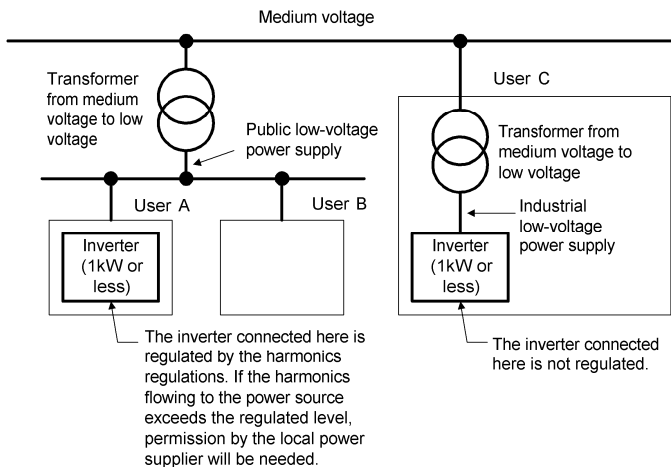 Medium voltage
Transformer
from medium
voltage to low
voltage
Public low-voltage
power supply
User A
Inverter
(1kW or
less)
User B
User C
Transformer from
medium voltage to
low voltage
Industrial
low-voltage
power supply
Inverter
(1kW or
less)
The inverter connected here is
regulated by the harmonics
regulations. If the harmonics
flowing to the power source
exceeds the regulated level,
permission by the local power
supplier will be needed.
The inverter connected
here is not regulated.